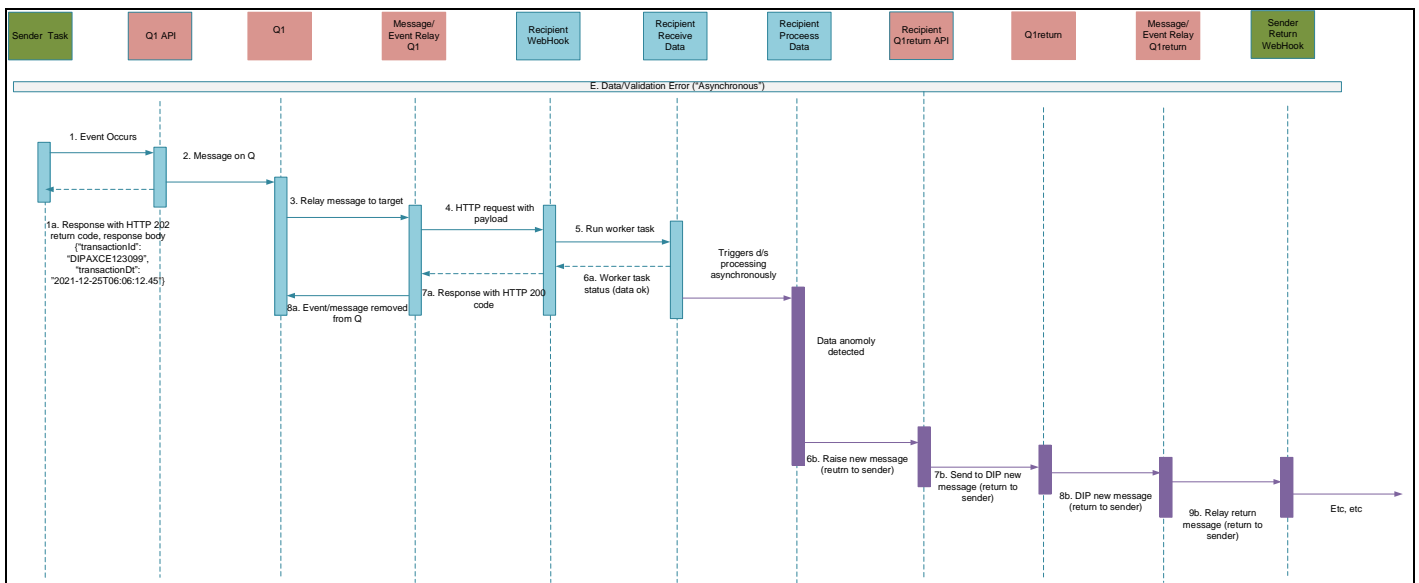 Sender Task
Q1 API
Q1
Message/
Event Relay
Q1
Recipient
WebHook
Recipient
Receive
Data
Recipient
Proceess
Data
Recipient
Q1return API
Q1return
Message/
Event Relay
Q1return
Sender
Return
WebHook
E. Data/Validation Error (“Asynchronous”)
1. Event Occurs
2. Message on Q
3. Relay message to target
4. HTTP request with
payload
5. Run worker task
1a. Response with HTTP 202
return code, response body
{“transactionId”:
“DIPAXCE123099”,
“transactionDt”:
"2021-12-25T06:06:12.45"}
Triggers d/s
processing
asynchronously
6a. Worker task
status (data ok)
7a. Response with HTTP 200
code
8a. Event/message removed
from Q
Data anomoly
detected
6b. Raise new message
(reutrn to sender)
7b. Send to DIP new
message (return to
sender)
8b. DIP new message
(return to sender)
9b. Relay return
message (return to
sender)
Etc, etc